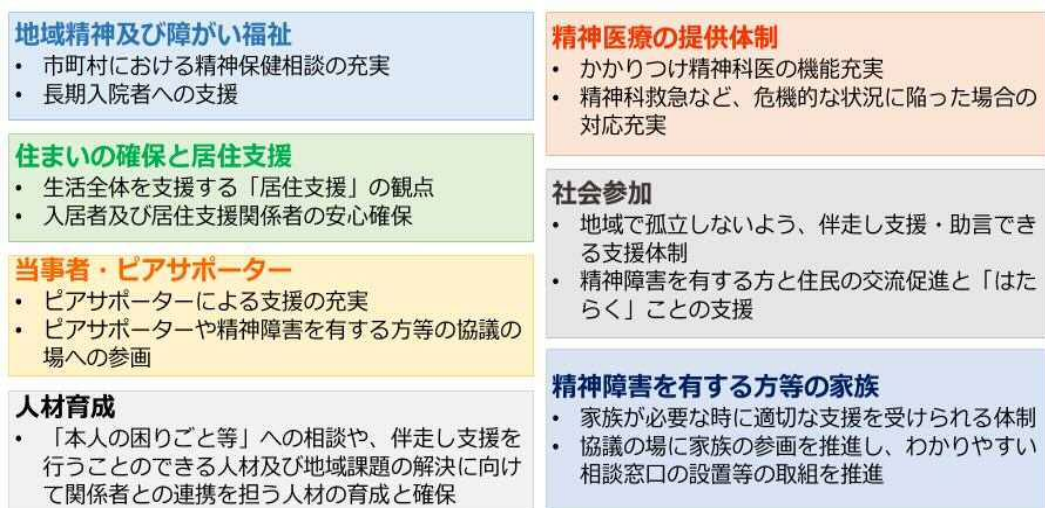 地域精神及び障がい福祉
• 市町村における精神保健相談の充実
• 長期入院者への支援
住まいの確保と居住支援
• 生活全体を支援する「居住支援」の観点
• 入居者及び居住支援関係者の安心確保
当事者・ピアサポーター
• ピアサポーターによる支援の充実
• ピアサポーターや精神障害を有する方等の協議の
場への参画
人材育成
• 「本人の困りごと等」への相談や、伴走し支援を
行うことのできる人材及び地域課題の解決に向け
て関係者との連携を担う人材の育成と確保
精神医療の提供体制
• かかりつけ精神科医の機能充実
• 精神科救急など、危機的な状況に陥った場合の
対応充実
社会参加
• 地域で孤立しないよう、伴走し支援・助言でき
る支援体制
• 精神障害を有する方と住民の交流促進と「はた
らく」ことの支援
精神障害を有する方等の家族
• 家族が必要な時に適切な支援を受けられる体制
• 協議の場に家族の参画を推進し、わかりやすい
相談窓口の設置等の取組を推進